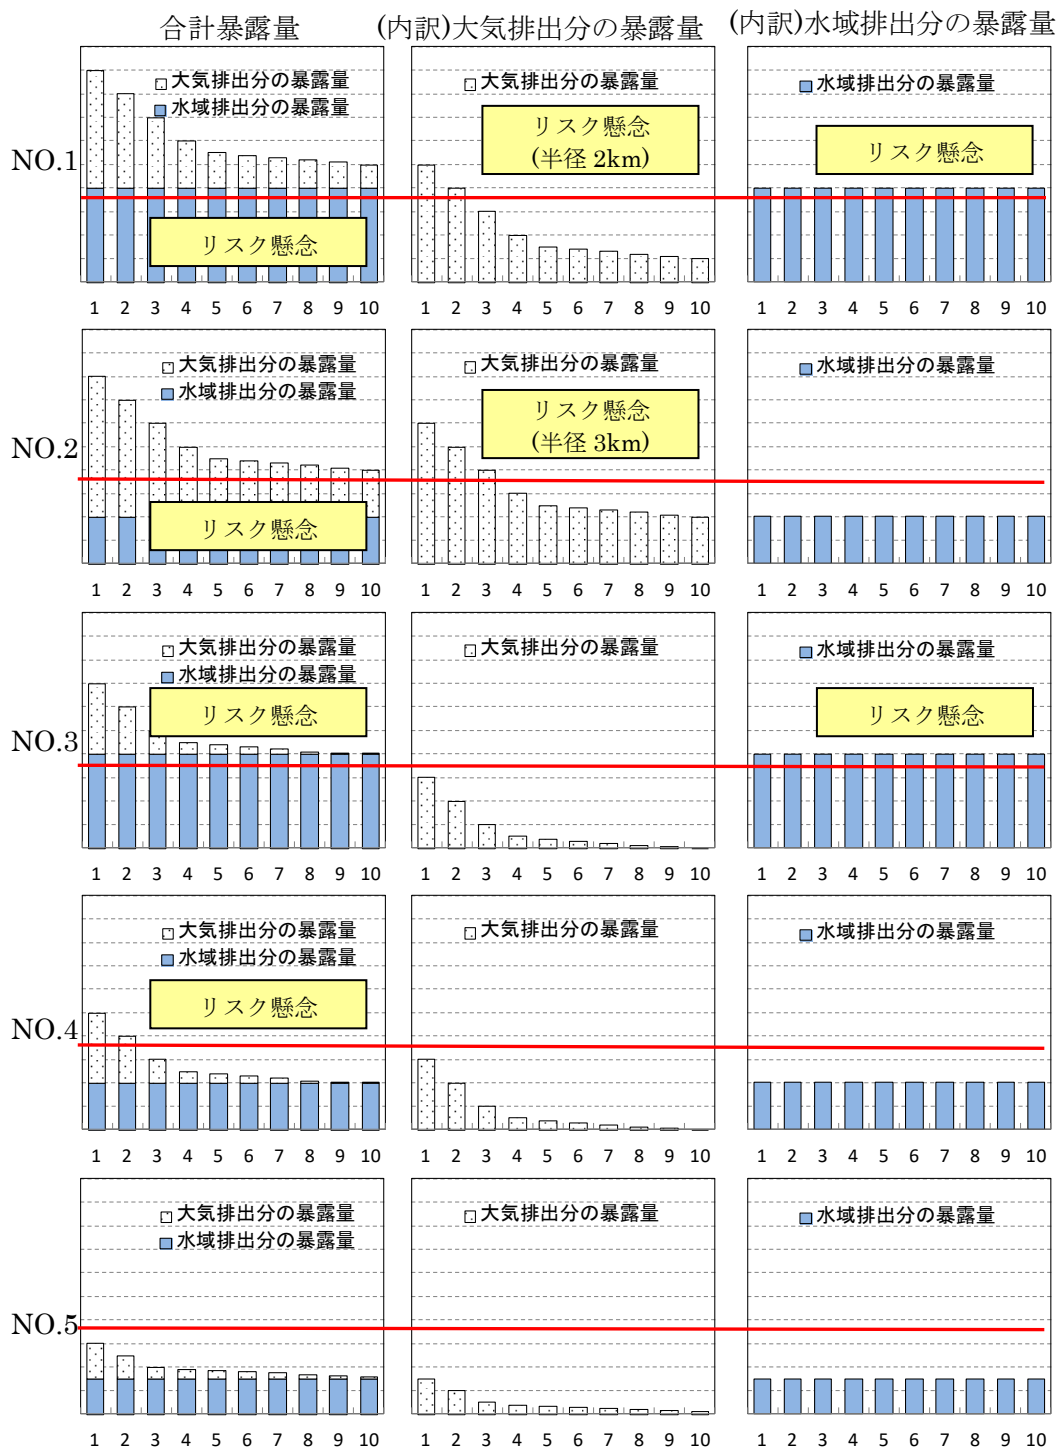 合計暴露量
(内訳)大気排出分の暴露量
(内訳)水域排出分の暴露量
NO.1
大気排出分の暴露量
水域排出分の暴露量
リスク懸念
1 2 3 4 5 6 7 8 9 10
大気排出分の暴露量
リスク懸念
(半径 2km)
1 2 3 4 5 6 7 8 9 10
水域排出分の暴露量
リスク懸念
1 2 3 4 5 6 7 8 9 10
NO.2
大気排出分の暴露量
水域排出分の暴露量
リスク懸念
1 2 3 4 5 6 7 8 9 10
大気排出分の暴露量
リスク懸念
(半径 3km)
1 2 3 4 5 6 7 8 9 10
水域排出分の暴露量
1 2 3 4 5 6 7 8 9 10
NO.3
大気排出分の暴露量
水域排出分の暴露量
リスク懸念
1 2 3 4 5 6 7 8 9 10
大気排出分の暴露量
1 2 3 4 5 6 7 8 9 10
水域排出分の暴露量
リスク懸念
1 2 3 4 5 6 7 8 9 10
NO.4
大気排出分の暴露量
水域排出分の暴露量
リスク懸念
1 2 3 4 5 6 7 8 9 10
大気排出分の暴露量
1 2 3 4 5 6 7 8 9 10
水域排出分の暴露量
1 2 3 4 5 6 7 8 9 10
NO.5
大気排出分の暴露量
水域排出分の暴露量
1 2 3 4 5 6 7 8 9 10
大気排出分の暴露量
1 2 3 4 5 6 7 8 9 10
水域排出分の暴露量
1 2 3 4 5 6 7 8 9 10